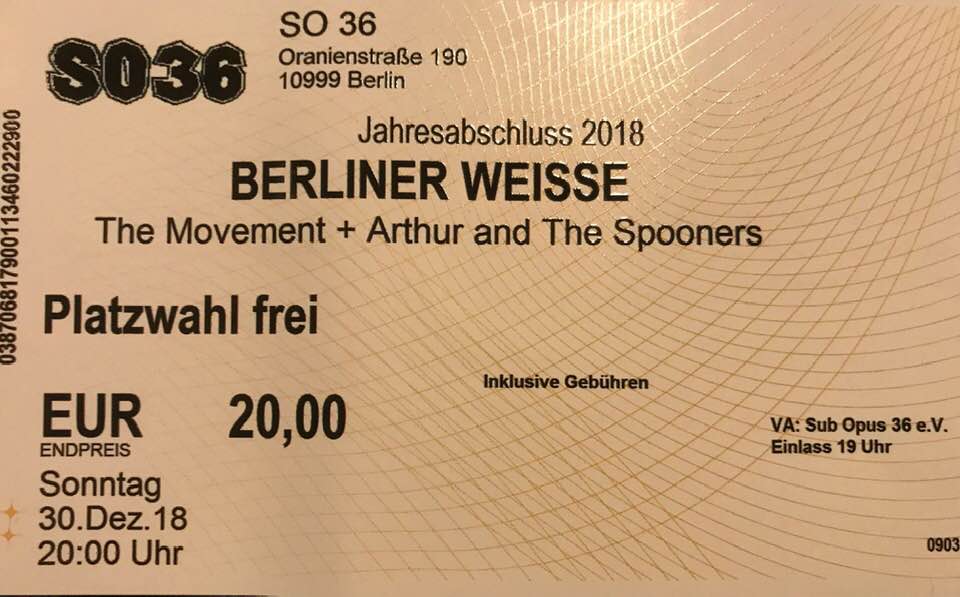 SO36
SO 36
Oranienstraße 190
10999 Berlin
Jahresabschluss 2018
BERLINER WEISSE
The Movement + Arthur and The Spooners
Platzwahl frei
Inklusive Gebühren
EUR 20,00
ENDPREIS
VA: Sub Opus 36 e.V.
Einlass 19 Uhr
Sonntag
30.Dez.18
20:00 Uhr
0903
038706817900113460222900